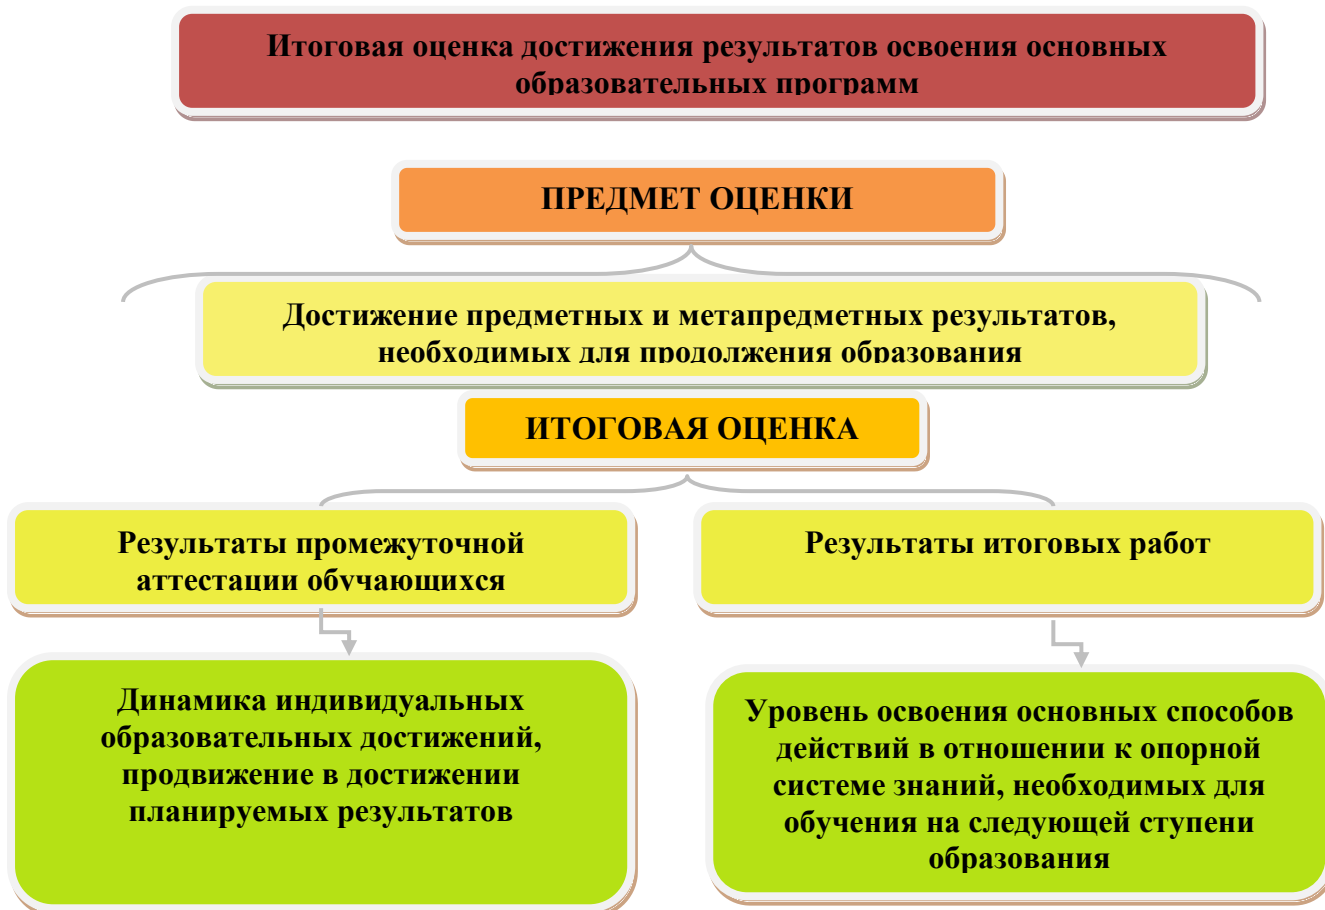 Итоговая оценка достижения результатов освоения основных
образовательных программ
ПРЕДМЕТ ОЦЕНКИ
Достижение предметных и метапредметных результатов,
необходимых для продолжения образования
ИТОГОВАЯ ОЦЕНКА
Результаты промежуточной
аттестации обучающихся
Результаты итоговых работ
Динамика индивидуальных
образовательных достижений,
продвижение в достижении
планируемых результатов
Уровень освоения основных способов
действий в отношении к опорной
системе знаний, необходимых для
обучения на следующей ступени
образования